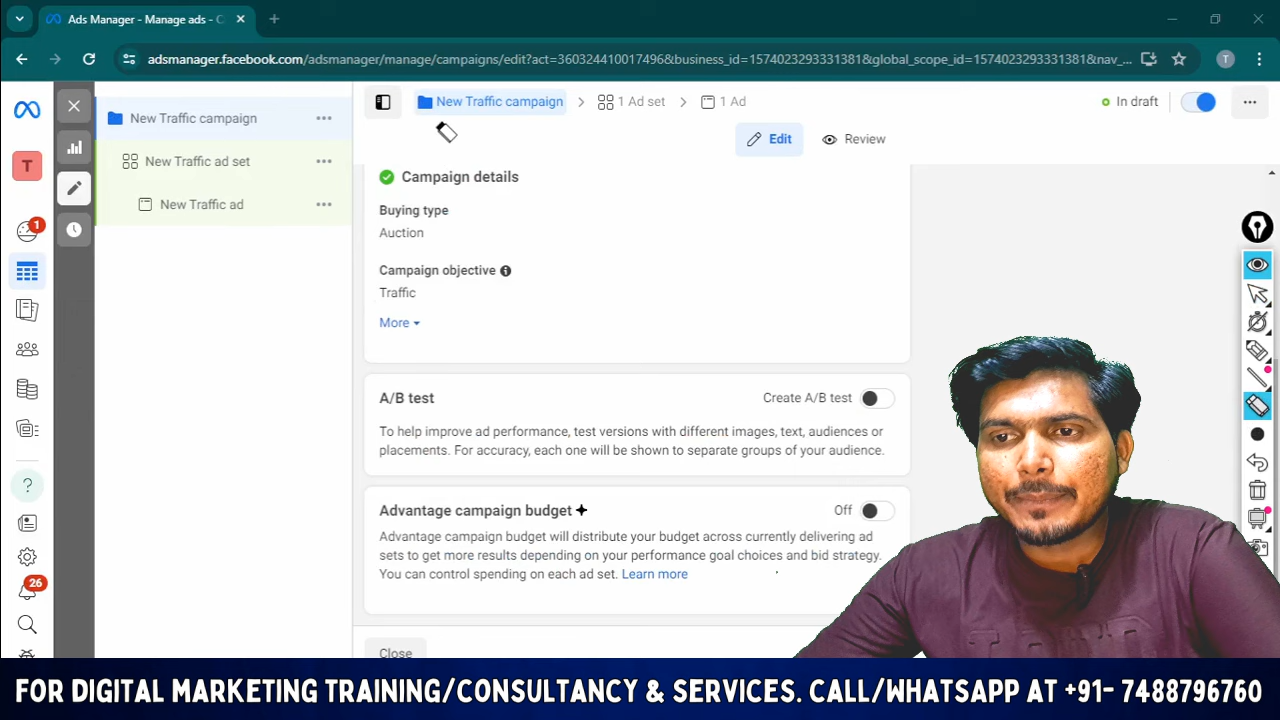 Ads Manager - Manage ads - C
adsmanager.facebook.com/adsmanager/manage/campaigns/edit?act=360324410017496&business_id=1574023293331381&global_scope_id=1574023293331381&nav_...
T
New Traffic campaign
1 Ad set
1 Ad
In draft
Edit
Review
T
1
26
New Traffic campaign
New Traffic ad set
New Traffic ad
Campaign details
Buying type
Auction
Campaign objective
Traffic
More
A/B test
Create A/B test
To help improve ad performance, test versions with different images, text, audiences or
placements. For accuracy, each one will be shown to separate groups of your audience.
Advantage campaign budget
Off
Advantage campaign budget will distribute your budget across currently delivering ad
sets to get more results depending on your performance goal choices and bid strategy.
You can control spending on each ad set. Learn more
Close
FOR DIGITAL MARKETING TRAINING/CONSULTANCY & SERVICES. CALL/WHATSAPP AT +91- 7488796760